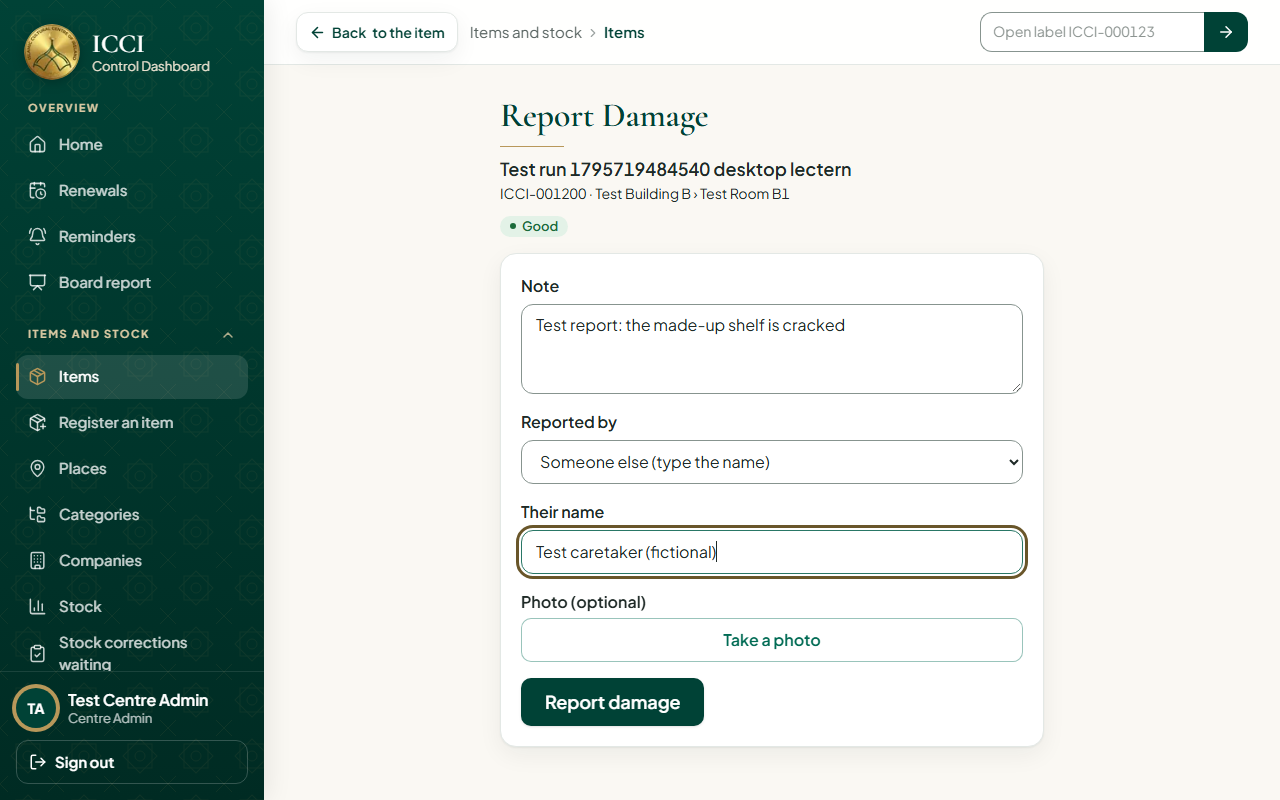 ICCI
Control Dashboard
OVERVIEW
Home
Renewals
Reminders
Board report
ITEMS AND STOCK
Items
Register an item
Places
Categories
Companies
Stock
Stock corrections
waiting
TA
Test Centre Admin
Centre Admin
Sign out
Back to the item
Items and stock › Items
Open label ICCI-000123
Report Damage
Test run 1795719484540 desktop lectern
ICCI-001200 · Test Building B › Test Room B1
Good
Note
Test report: the made-up shelf is cracked
Reported by
Someone else (type the name)
Their name
Test caretaker (fictional)
Photo (optional)
Take a photo
Report damage